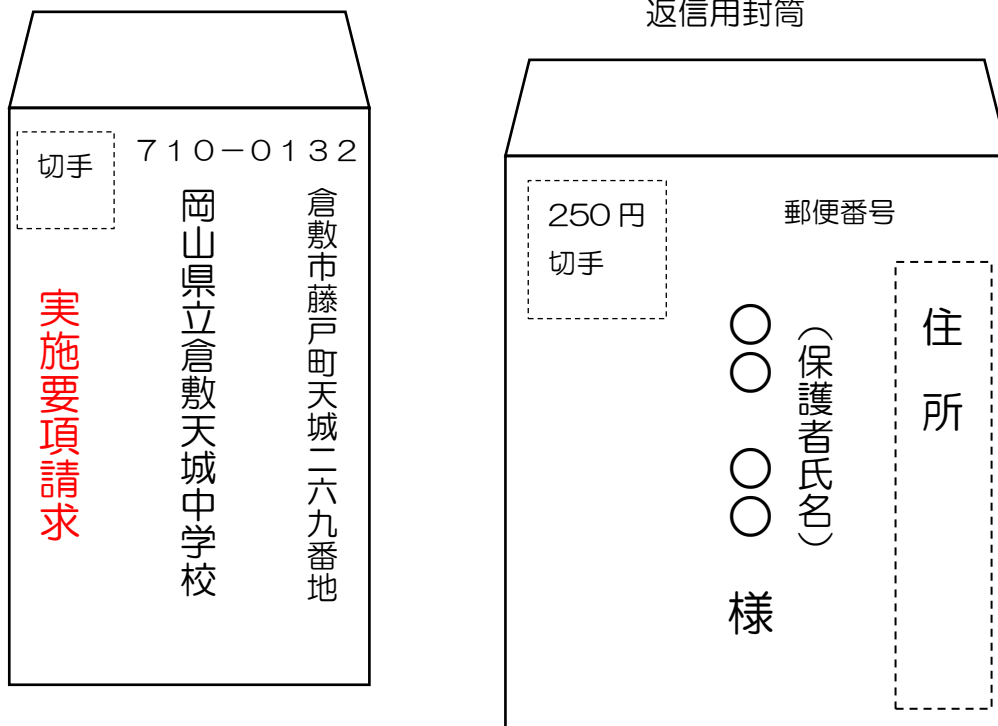 切手
７１０－０１３２
倉敷市藤戸町天城二六九番地
岡山県立倉敷天城中学校
実施要項請求
返信用封筒
250円
切手
郵便番号
住所
（保護者氏名）
○○ ○○ 様